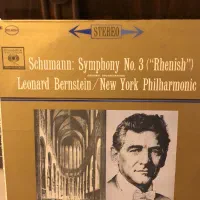 STEREO
Schumann: Symphony No. 3 ("Rhenish")
Leonard Bernstein/New York Philharmonic